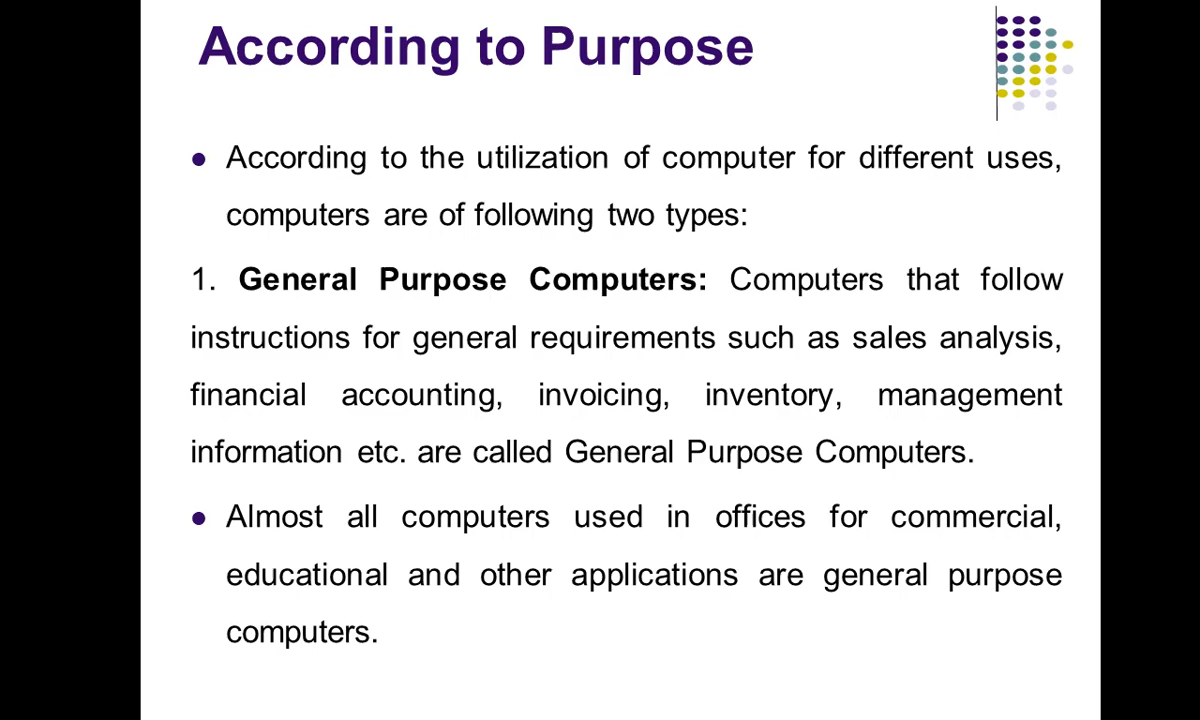 According to Purpose
● According to the utilization of computer for different uses,
computers are of following two types:
1. General Purpose Computers: Computers that follow
instructions for general requirements such as sales analysis,
financial accounting, invoicing, inventory, management
information etc. are called General Purpose Computers.
● Almost all computers used in offices for commercial,
educational and other applications are general purpose
computers.